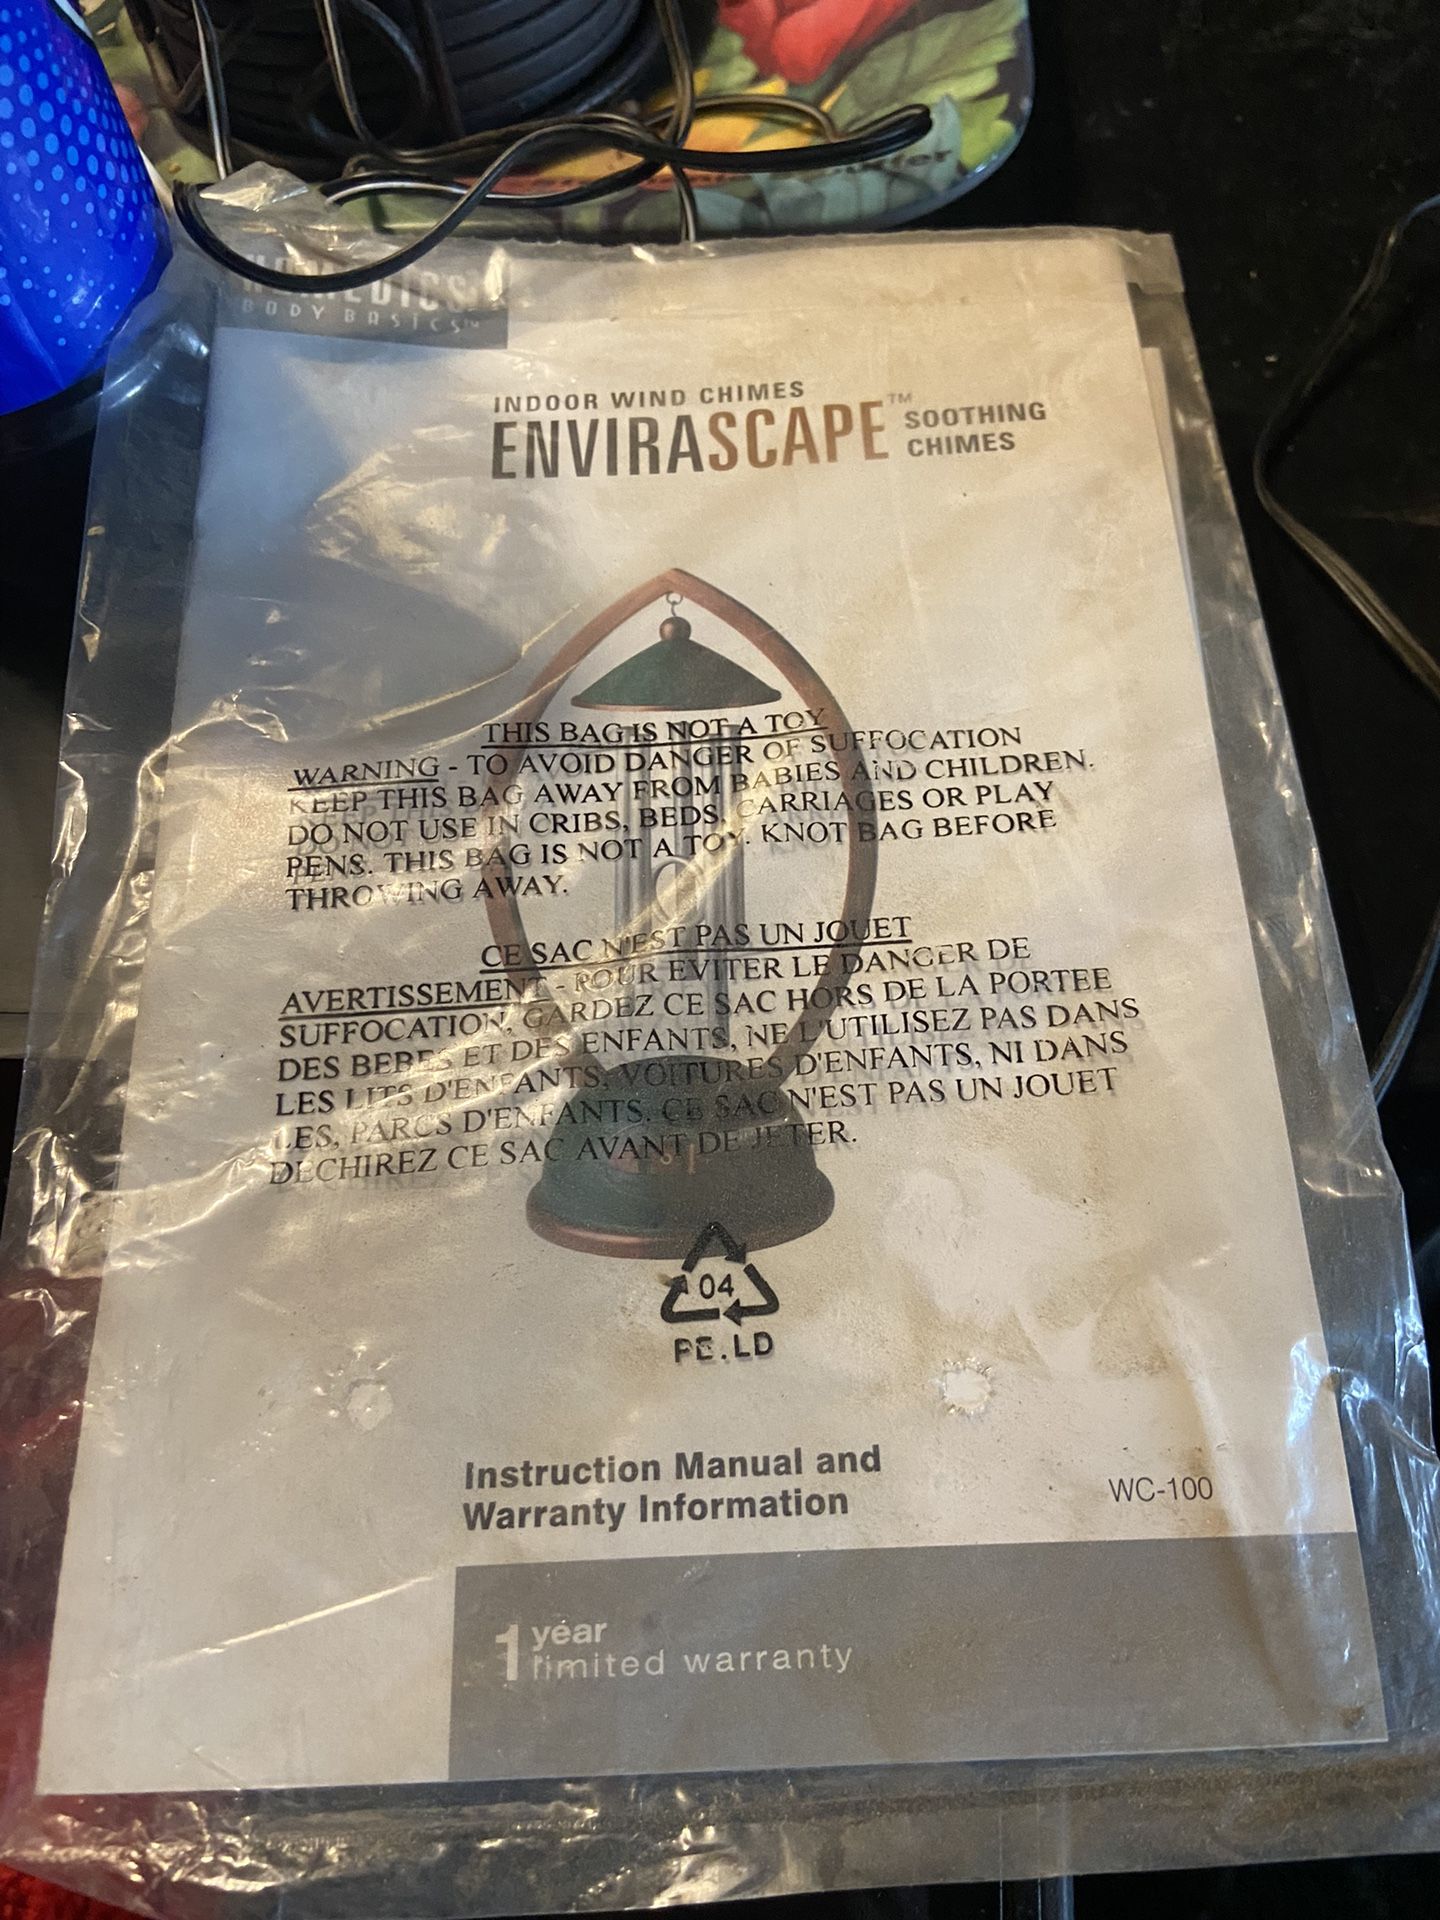 BODY BASICS™
INDOOR WIND CHIMES
ENVIRASCAPE™ SOOTHING
CHIMES
THIS BAG IS NOT A TOY
WARNING - TO AVOID DANGER OF SUFFOCATION
KEEP THIS BAG AWAY FROM BABIES AND CHILDREN.
DO NOT USE IN CRIBS, BEDS, CARRIAGES OR PLAY
PENS. THIS BAG IS NOT A TOY. KNOT BAG BEFORE
THROWING AWAY.
CE SAC N'EST PAS UN JOUET
AVERTISSEMENT - POUR EVITER LE DANGER DE
SUFFOCATION, GARDEZ CE SAC HORS DE LA PORTEE
DES BEBES ET DES ENFANTS, NE L'UTILISEZ PAS DANS
LES LITS D'ENFANTS, VOITURES D'ENFANTS, NI DANS
LES, PARCS D'ENFANTS. CE SAC N'EST PAS UN JOUET
DECHIREZ CE SAC AVANT DE JETER.
04
PE.LD
Instruction Manual and
Warranty Information
WC-100
1 year
limited warranty